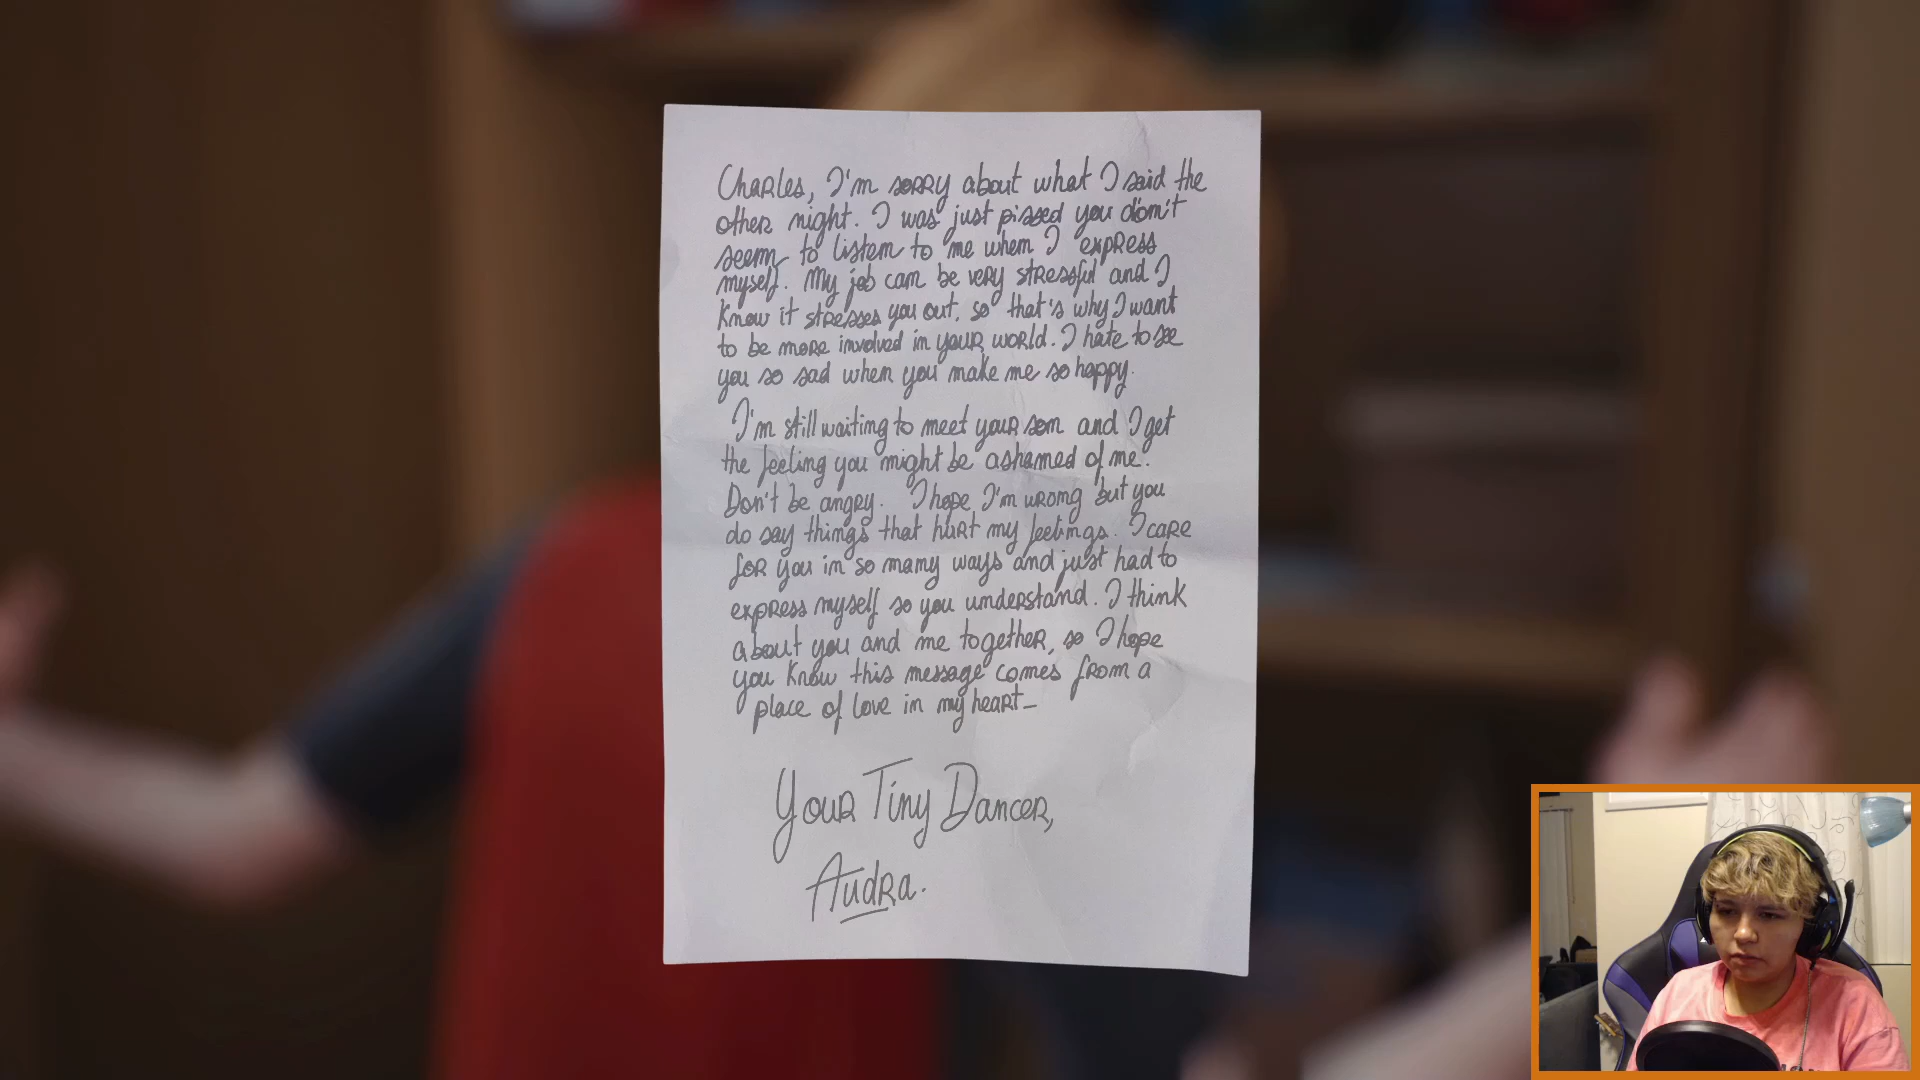 Charles, I'm sorry about what I said the
other night. I was just pissed you don't
seem to listen to me when I express
myself. My job can be very stressful and I
know it stresses you out, so that's why I want
to be more involved in your world. I hate to see
you so sad when you make me so happy.
I'm still waiting to meet your son and I get
the feeling you might be ashamed of me.
Don't be angry. I hope I'm wrong but you
do say things that hurt my feelings. I care
for you in so many ways and just had to
express myself so you understand. I think
about you and me together, so I hope
you know this message comes from a
place of love in my heart_
Your Tiny Dancer,
Audra.